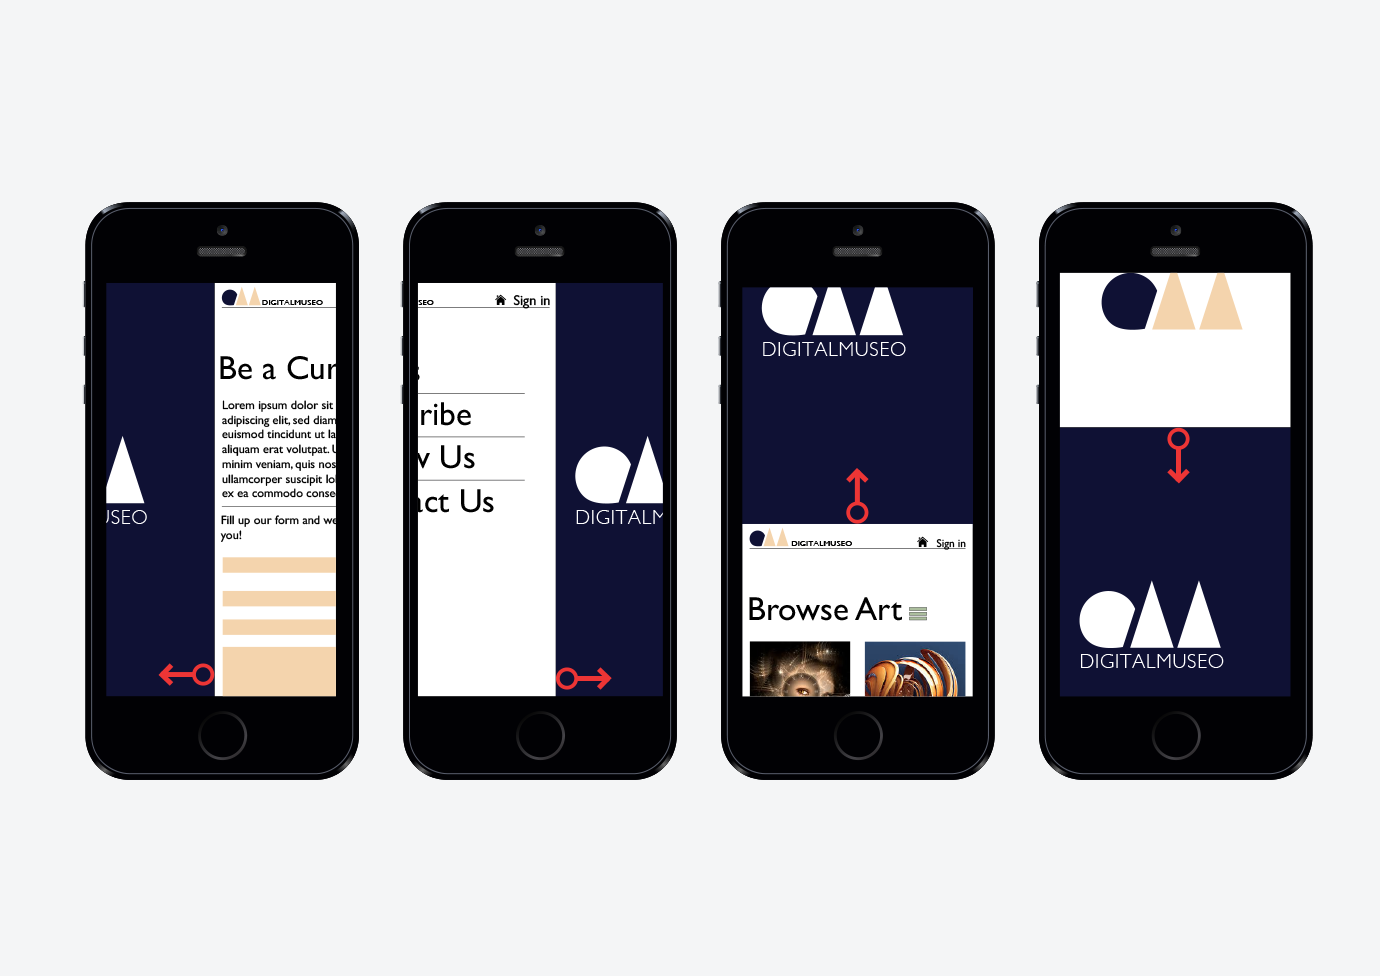 DIGITALMUSEO
Be a Cur
Lorem ipsum dolor sit
adipiscing elit, sed diam
euismod tincidunt ut la
aliquam erat volutpat. U
minim veniam, quis nos
ullamcorper suscipit lo
ex ea commodo conse
Fill up our form and we
you!
USEO
SEO Sign in
s
ribe
w Us
act Us
DIGITALM
DIGITALMUSEO
DIGITALMUSEO Sign in
Browse Art
DIGITALMUSEO